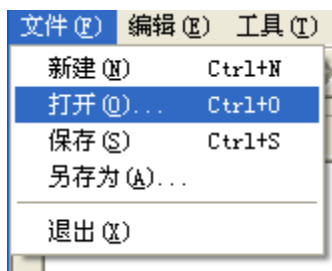 文件(F) 编辑(E) 工具(T)
新建(N) Ctrl+N
打开(O)... Ctrl+O
保存(S) Ctrl+S
另存为(A)...
退出(X)